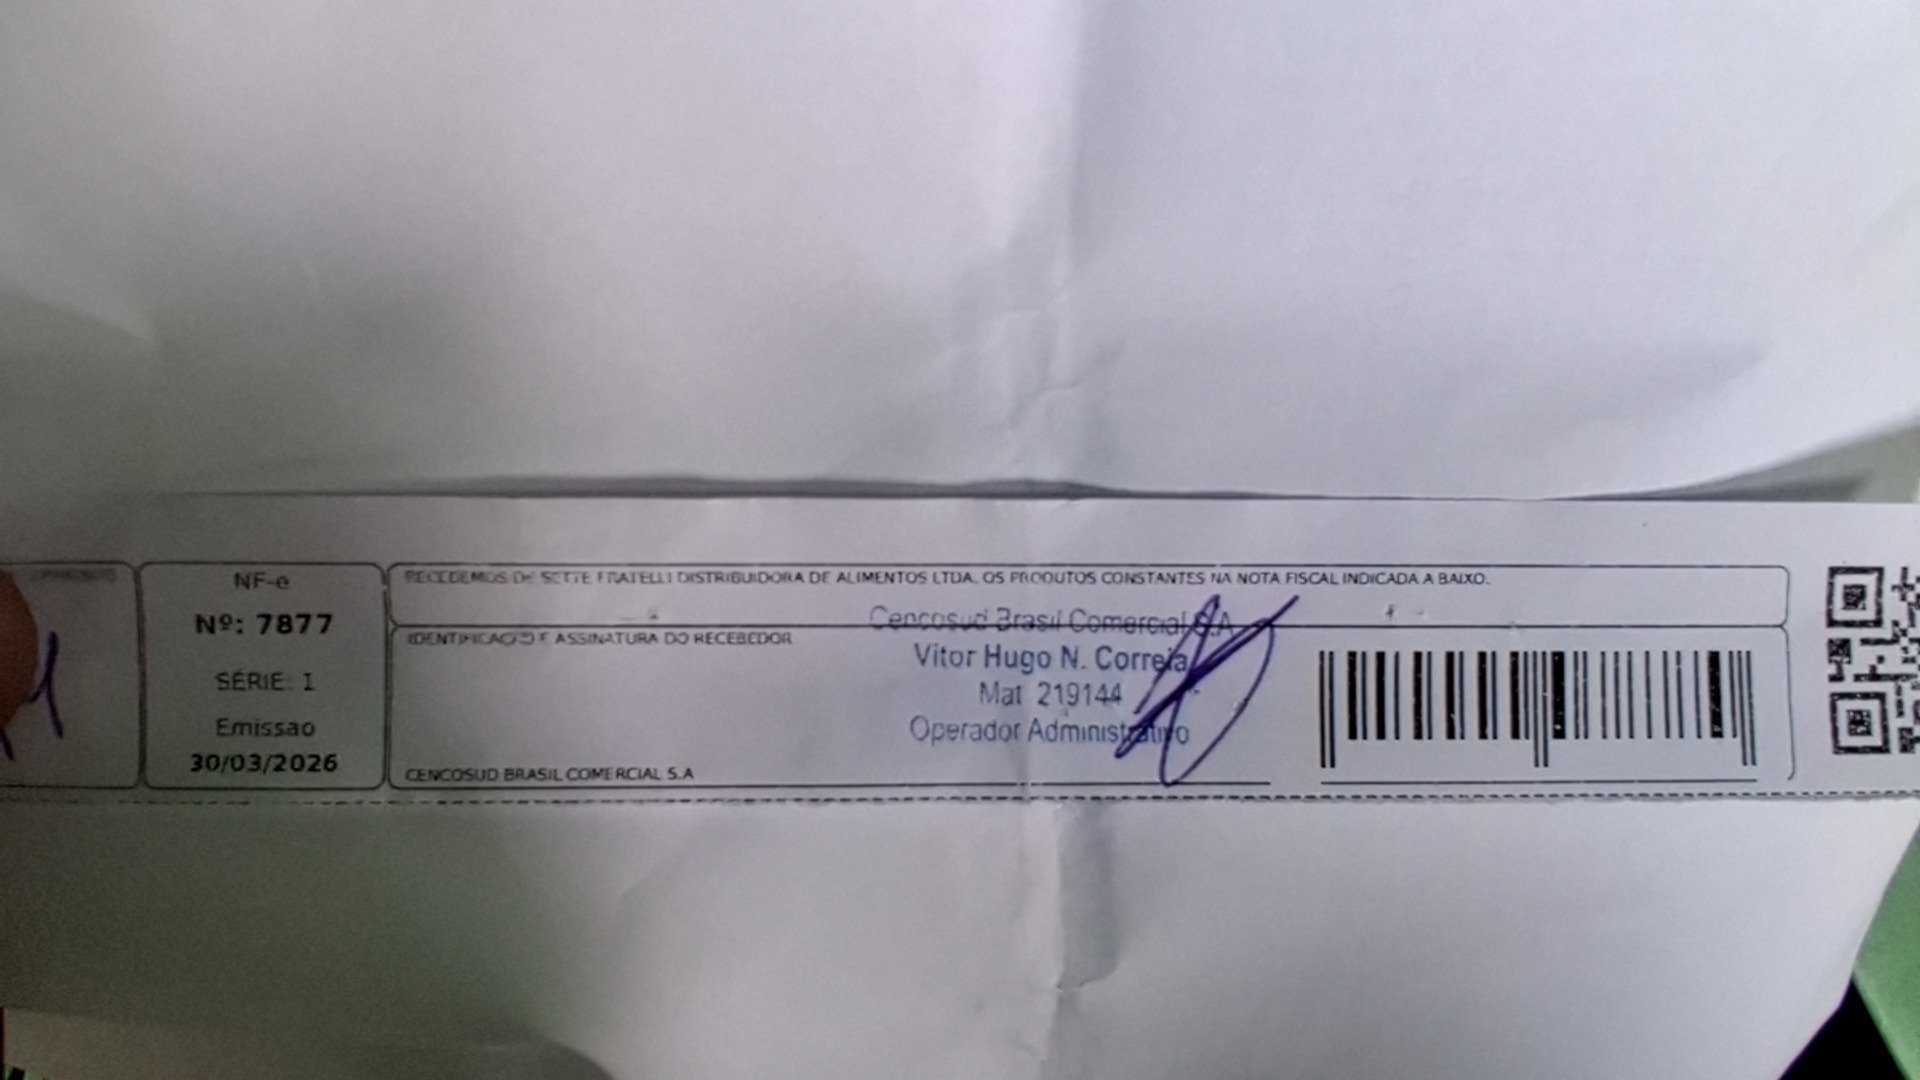 NF-e
Nº: 7877
SÉRIE: 1
Emissao
30/03/2026
RECEBEMOS DE SETTE FRATELLI DISTRIBUIDORA DE ALIMENTOS LTDA. OS PRODUTOS CONSTANTES NA NOTA FISCAL INDICADA A BAIXO.
IDENTIFICAÇÃO E ASSINATURA DO RECEBEDOR
Cencosud Brasil Comercial S.A
Vitor Hugo N. Correia
Mat 219144
Operador Administrativo
CENCOSUD BRASIL COMERCIAL S.A